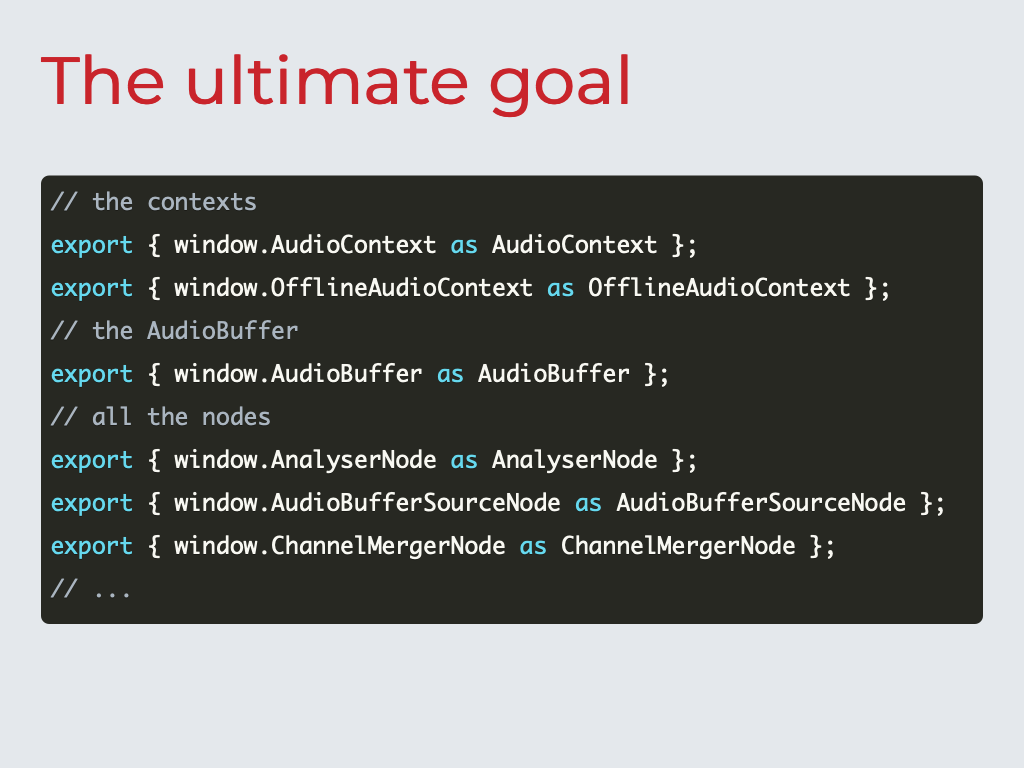 The ultimate goal
// the contexts
export { window.AudioContext as AudioContext };
export { window.OfflineAudioContext as OfflineAudioContext };
// the AudioBuffer
export { window.AudioBuffer as AudioBuffer };
// all the nodes
export { window.AnalyserNode as AnalyserNode };
export { window.AudioBufferSourceNode as AudioBufferSourceNode };
export { window.ChannelMergerNode as ChannelMergerNode };
// ...